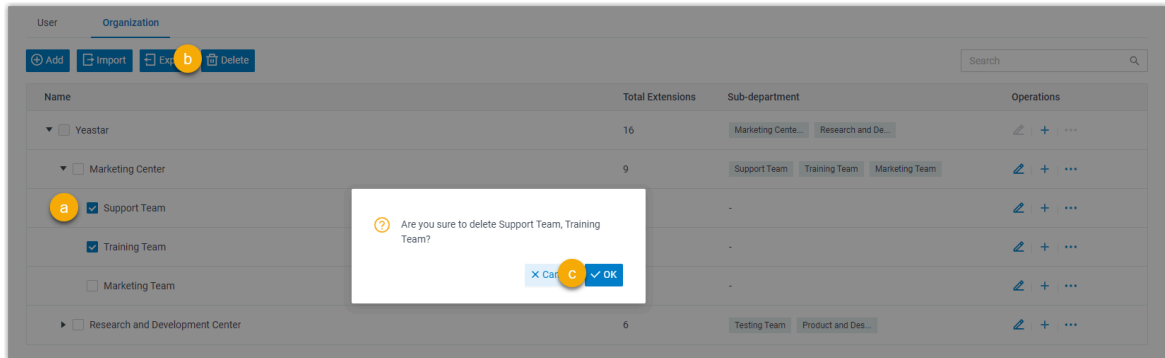 User Organization
Add Import Exp b Delete Search
Name Total Extensions Sub-department Operations
Yeastar 16 Marketing Cente... Research and De...
Marketing Center 9 Support Team Training Team Marketing Team
a Support Team -
Training Team -
Marketing Team -
Are you sure to delete Support Team, Training
Team?
Can c OK
Research and Development Center 6 Testing Team Product and Des...